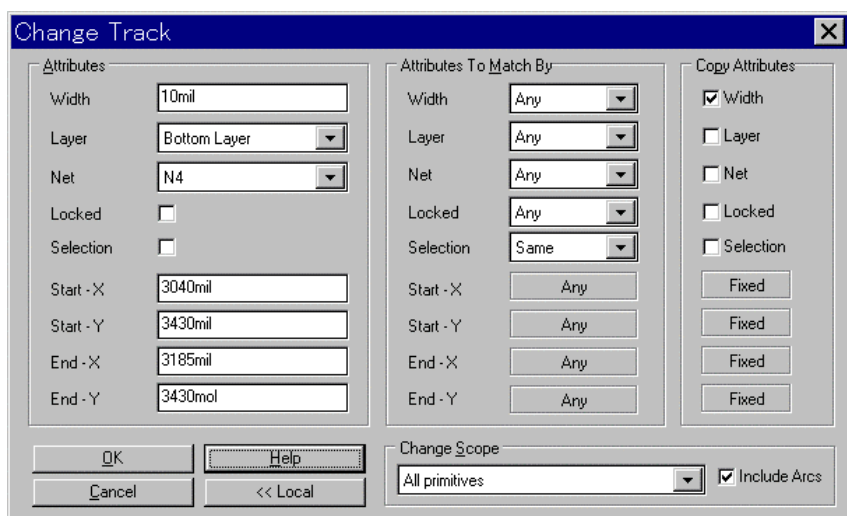 Change Track
Attributes Attributes To Match By Copy Attributes
Width 10mil Width Any Width
Layer Bottom Layer Layer Any Layer
Net N4 Net Any Net
Locked Locked Any Locked
Selection Selection Same Selection
Start - X 3040mil Start - X Any Fixed
Start - Y 3430mil Start - Y Any Fixed
End - X 3185mil End - X Any Fixed
End - Y 3430mol End - Y Any Fixed
OK Help Change Scope
Cancel << Local All primitives Include Arcs